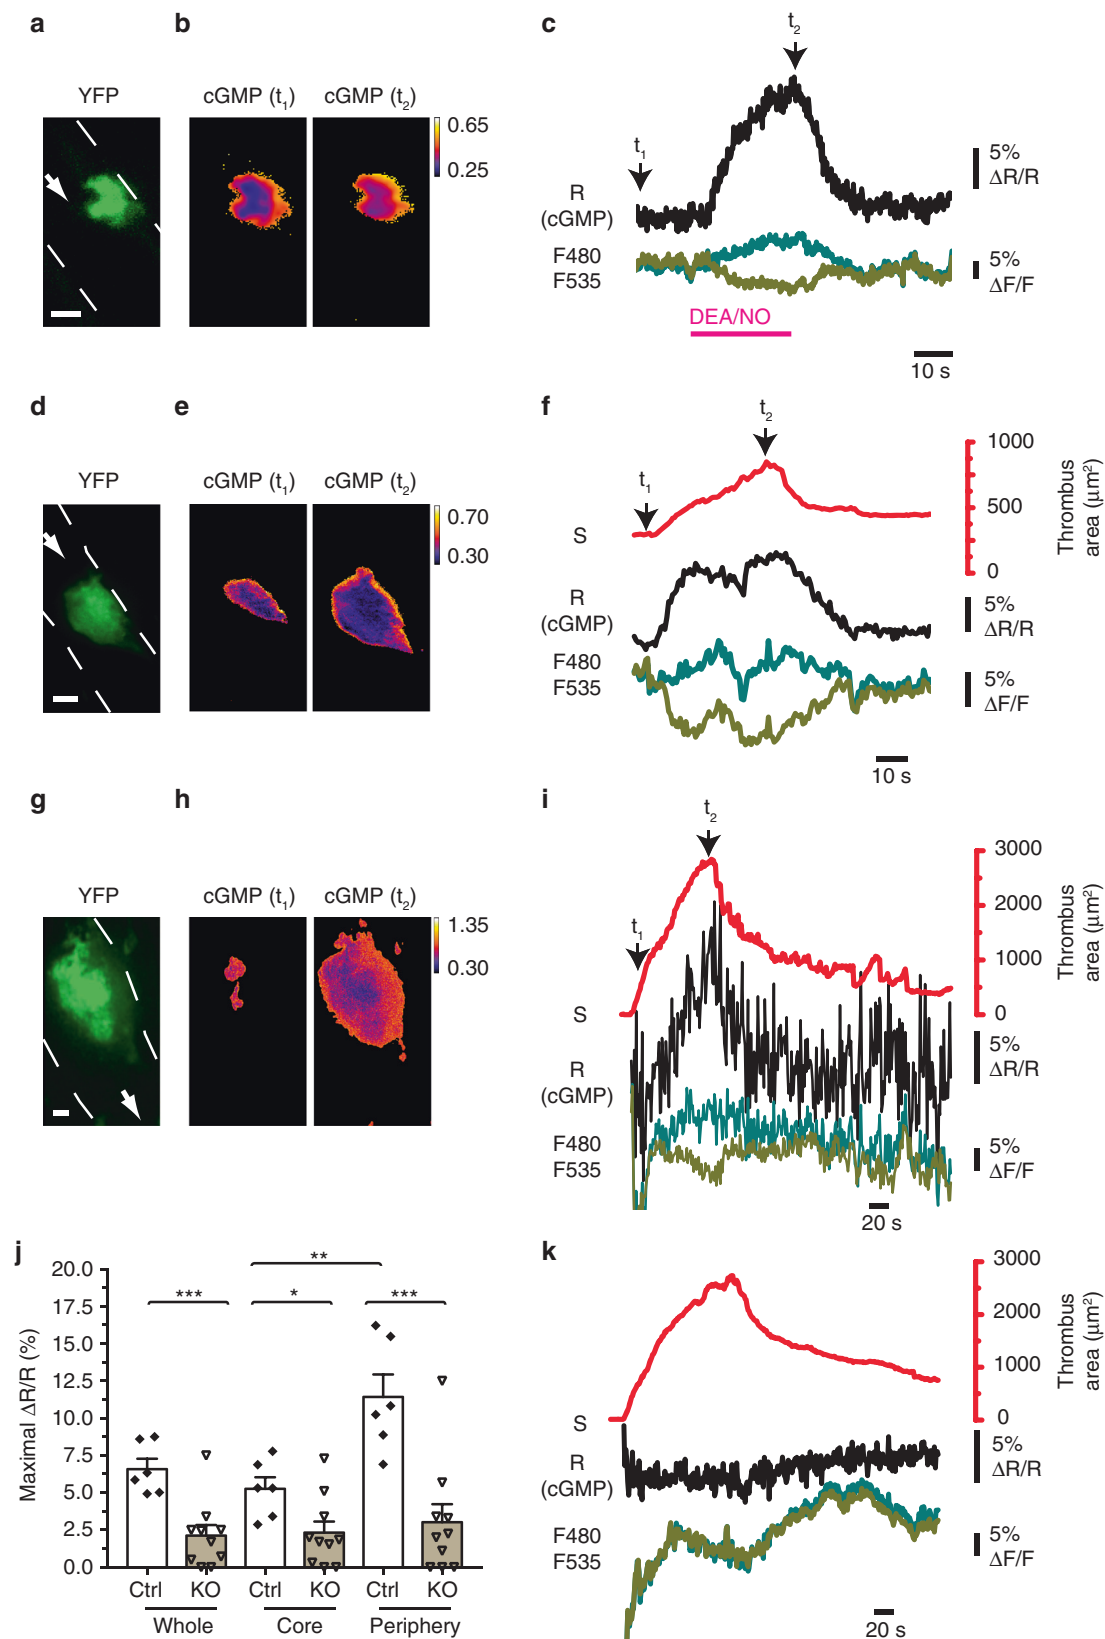 a
b
c
YFP
cGMP (t1)
cGMP (t2)
0.65
0.25
t1
t2
R
(cGMP)
F480
F535
5%
ΔR/R
5%
ΔF/F
DEA/NO
10 s
d
e
f
YFP
cGMP (t1)
cGMP (t2)
0.70
0.30
t1
t2
S
R
(cGMP)
F480
F535
1000
500
0
Thrombus
area (µm²)
5%
ΔR/R
5%
ΔF/F
10 s
g
h
i
YFP
cGMP (t1)
cGMP (t2)
1.35
0.30
t1
t2
S
R
(cGMP)
F480
F535
3000
2000
1000
0
Thrombus
area (µm²)
5%
ΔR/R
5%
ΔF/F
20 s
j
Maximal ΔR/R (%)
20.0
17.5
15.0
12.5
10.0
7.5
5.0
2.5
0.0
***
**
*
***
Ctrl KO Ctrl KO Ctrl KO
Whole Core Periphery
k
S
R
(cGMP)
F480
F535
3000
2000
1000
0
Thrombus
area (µm²)
5%
ΔR/R
5%
ΔF/F
20 s